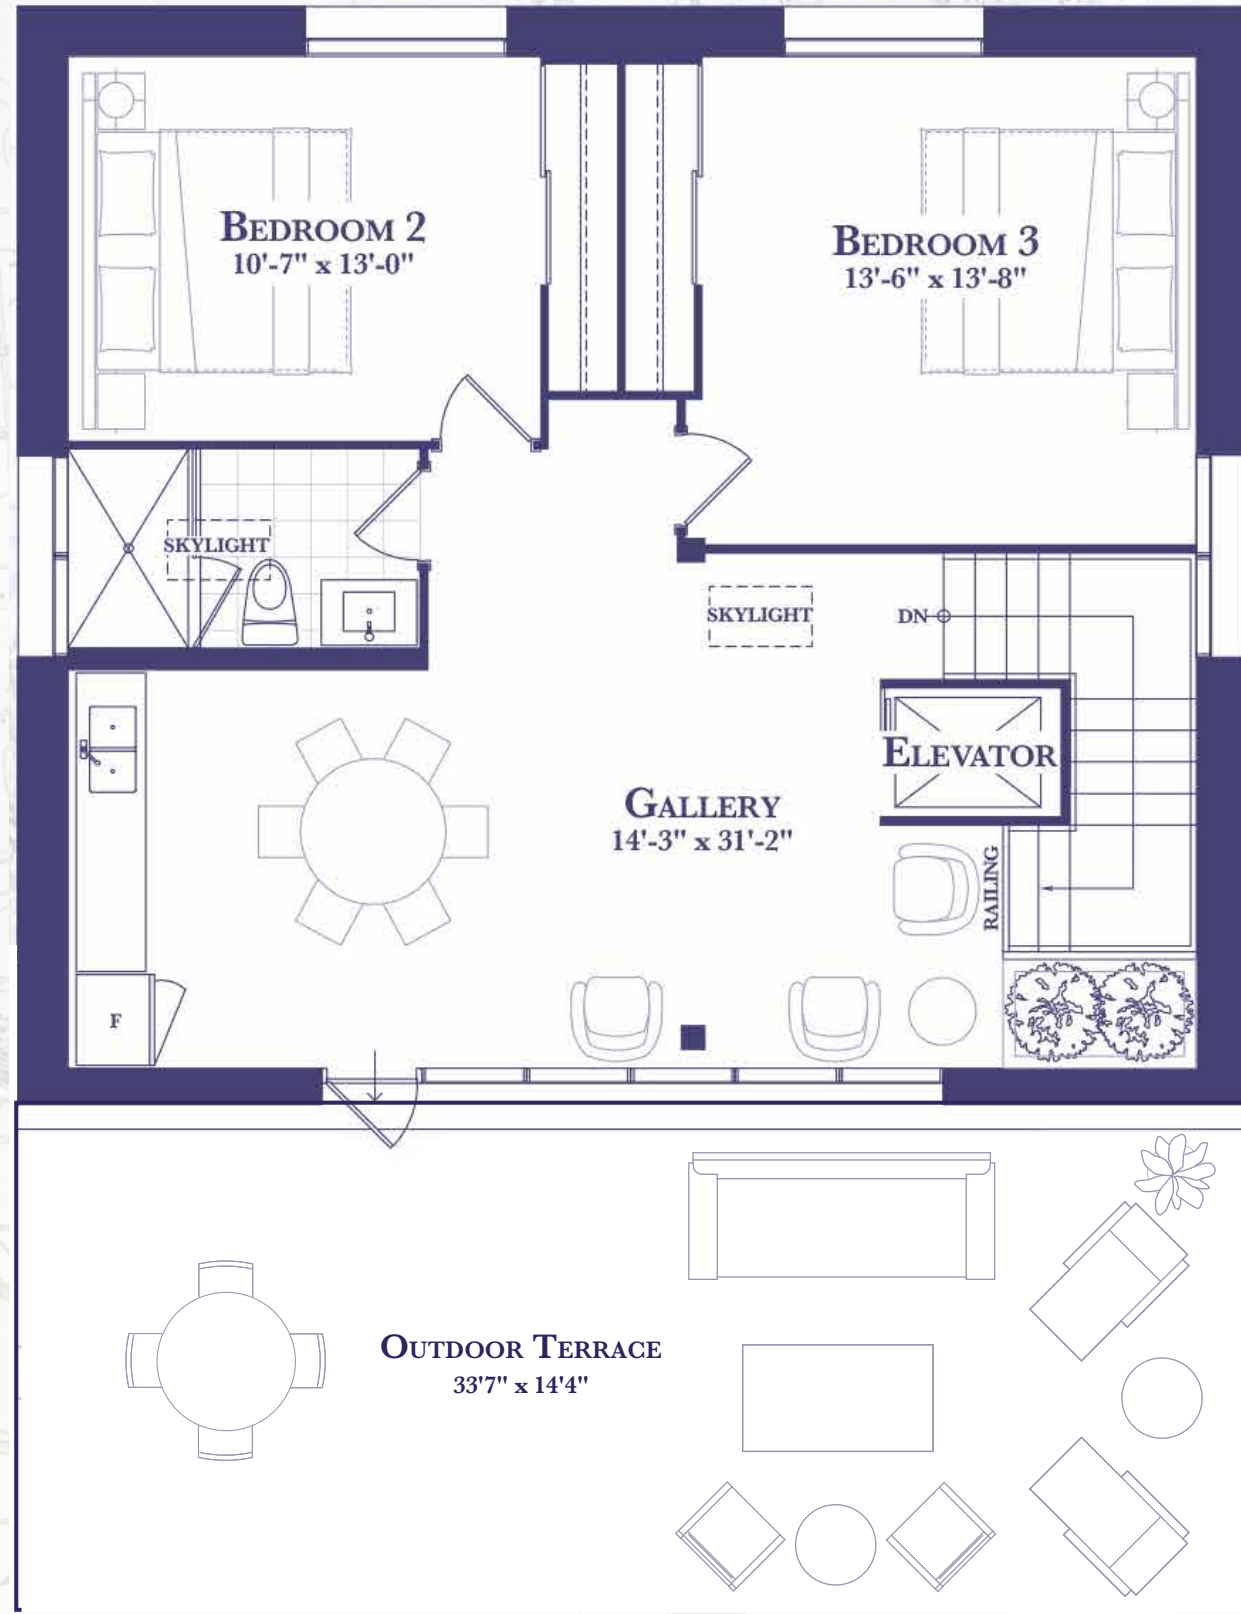 BEDROOM 2
10'-7" x 13'-0"
BEDROOM 3
13'-6" x 13'-8"
SKYLIGHT
SKYLIGHT
DN
ELEVATOR
GALLERY
14'-3" x 31'-2"
RAILING
F
OUTDOOR TERRACE
33'7" x 14'4"